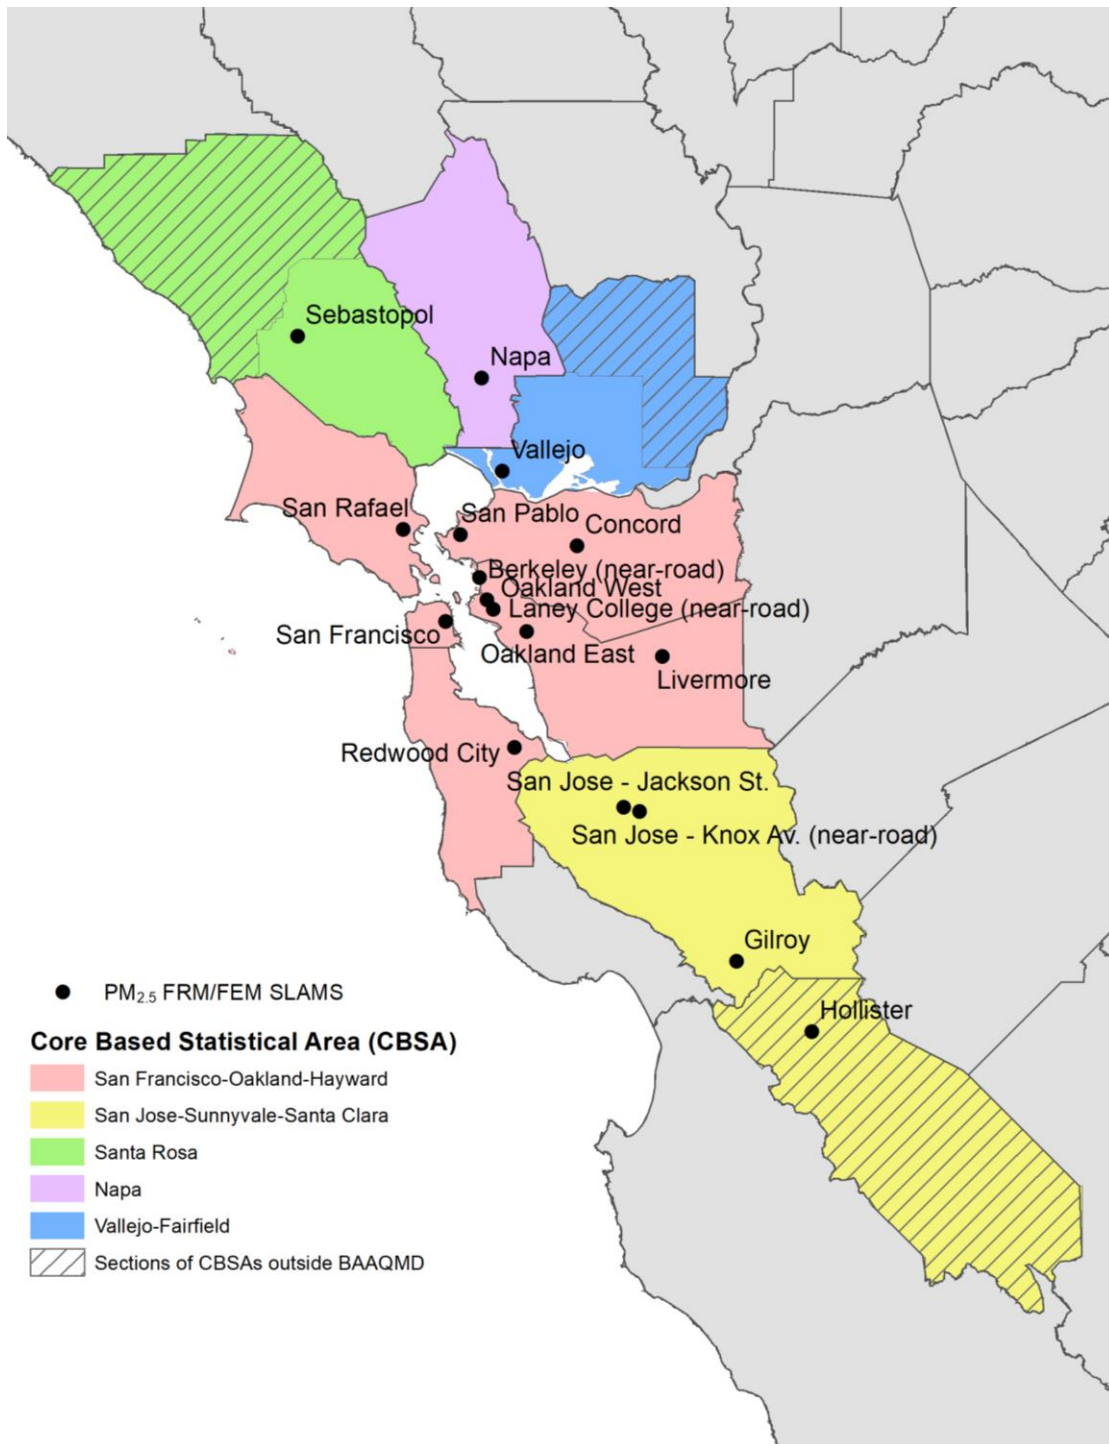 Sebastopol
Napa
Vallejo
San Rafael
San Pablo
Concord
Berkeley (near-road)
Oakland West
Laney College (near-road)
San Francisco
Oakland East
Livermore
Redwood City
San Jose - Jackson St.
San Jose - Knox Av. (near-road)
Gilroy
Hollister
PM2.5 FRM/FEM SLAMS
Core Based Statistical Area (CBSA)
San Francisco-Oakland-Hayward
San Jose-Sunnyvale-Santa Clara
Santa Rosa
Napa
Vallejo-Fairfield
Sections of CBSAs outside BAAQMD